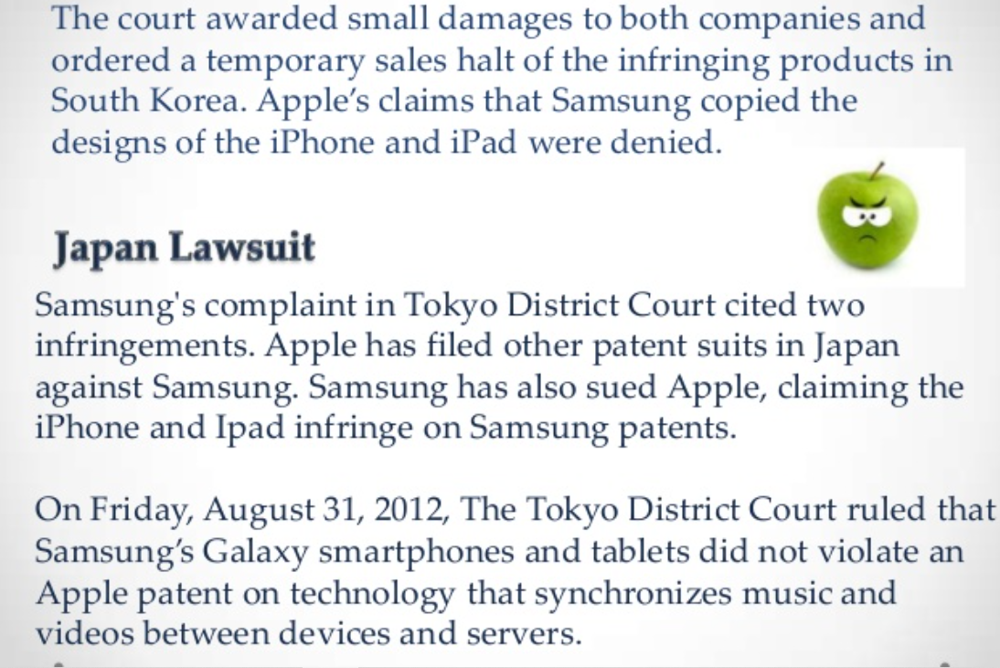 The court awarded small damages to both companies and
ordered a temporary sales halt of the infringing products in
South Korea. Apple’s claims that Samsung copied the
designs of the iPhone and iPad were denied.
Japan Lawsuit
Samsung's complaint in Tokyo District Court cited two
infringements. Apple has filed other patent suits in Japan
against Samsung. Samsung has also sued Apple, claiming the
iPhone and Ipad infringe on Samsung patents.
On Friday, August 31, 2012, The Tokyo District Court ruled that
Samsung’s Galaxy smartphones and tablets did not violate an
Apple patent on technology that synchronizes music and
videos between devices and servers.